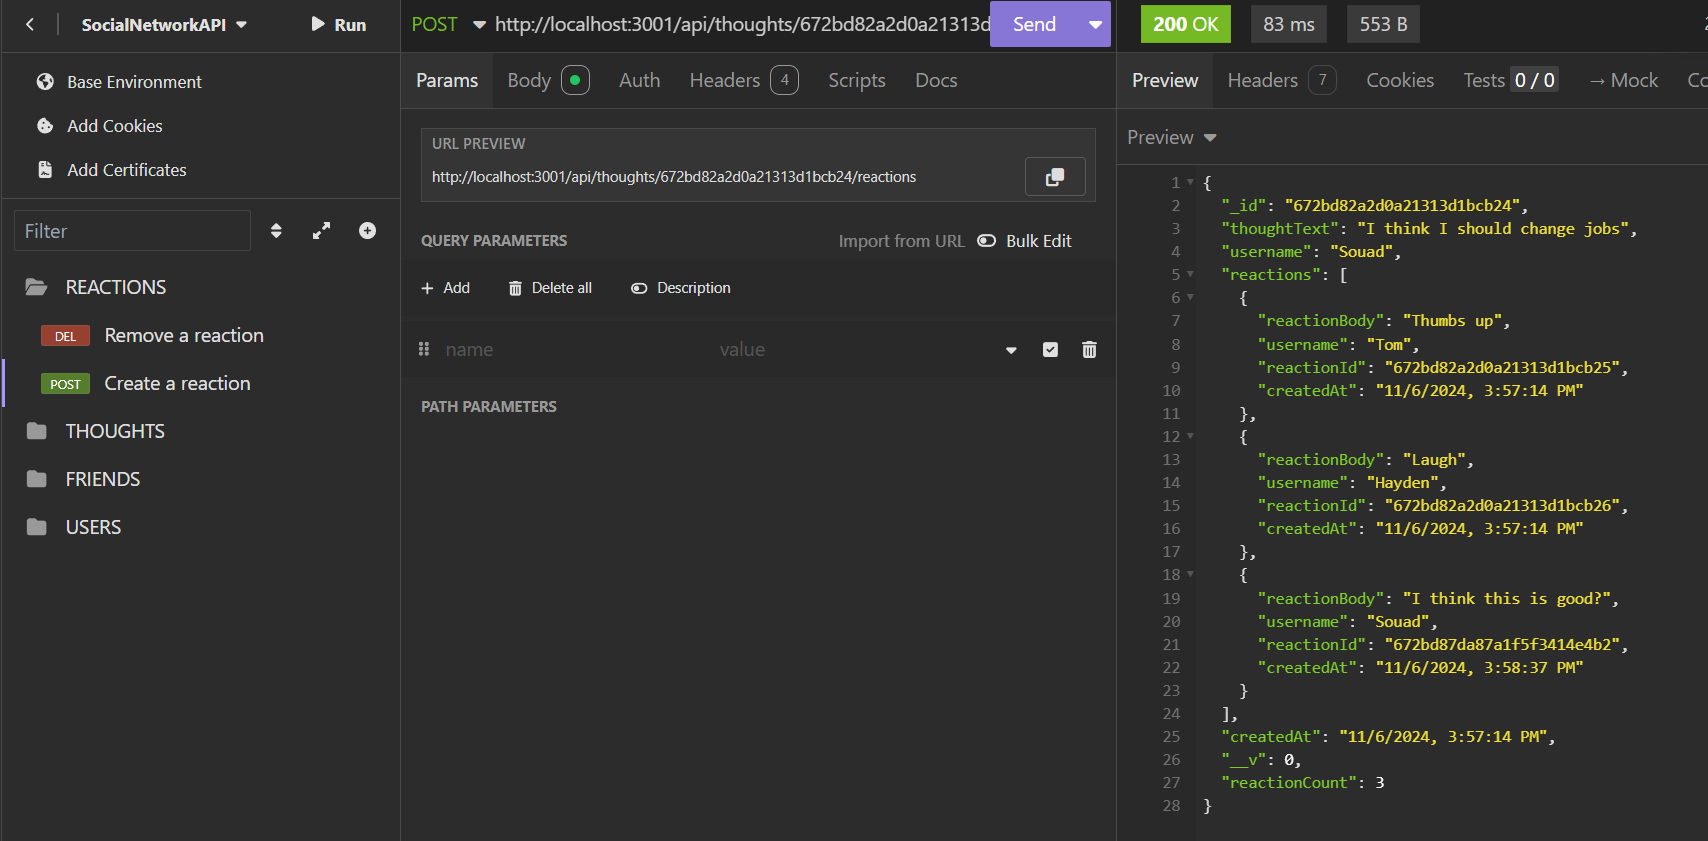 SocialNetworkAPI
Run
Base Environment
Add Cookies
Add Certificates
Filter
REACTIONS
DEL Remove a reaction
POST Create a reaction
THOUGHTS
FRIENDS
USERS
POST http://localhost:3001/api/thoughts/672bd82a2d0a21313d
Send
Params Body Auth Headers 4 Scripts Docs
URL PREVIEW
http://localhost:3001/api/thoughts/672bd82a2d0a21313d1bcb24/reactions
QUERY PARAMETERS Import from URL Bulk Edit
Add Delete all Description
name value
PATH PARAMETERS
200 OK 83 ms 553 B
Preview Headers 7 Cookies Tests 0 / 0 → Mock Co
Preview
1 {
2 "_id": "672bd82a2d0a21313d1bcb24",
3 "thoughtText": "I think I should change jobs",
4 "username": "Souad",
5 "reactions": [
6 {
7 "reactionBody": "Thumbs up",
8 "username": "Tom",
9 "reactionId": "672bd82a2d0a21313d1bcb25",
10 "createdAt": "11/6/2024, 3:57:14 PM"
11 },
12 {
13 "reactionBody": "Laugh",
14 "username": "Hayden",
15 "reactionId": "672bd82a2d0a21313d1bcb26",
16 "createdAt": "11/6/2024, 3:57:14 PM"
17 },
18 {
19 "reactionBody": "I think this is good?",
20 "username": "Souad",
21 "reactionId": "672bd87da87a1f5f3414e4b2",
22 "createdAt": "11/6/2024, 3:58:37 PM"
23 }
24 ],
25 "createdAt": "11/6/2024, 3:57:14 PM",
26 "__v": 0,
27 "reactionCount": 3
28 }